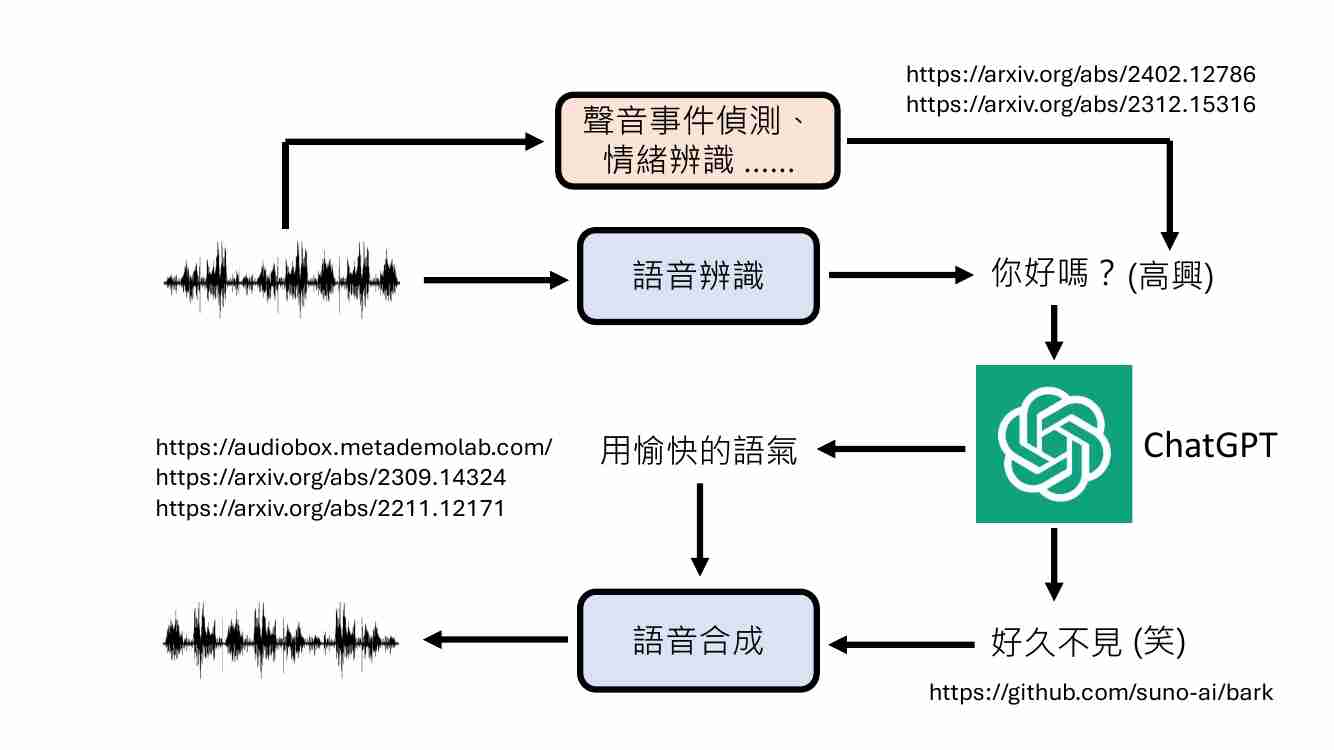 https://arxiv.org/abs/2402.12786
https://arxiv.org/abs/2312.15316
聲音事件偵測、
情緒辨識 ......
語音辨識
你好嗎？(高興)
ChatGPT
用愉快的語氣
https://audiobox.metademolab.com/
https://arxiv.org/abs/2309.14324
https://arxiv.org/abs/2211.12171
語音合成
好久不見 (笑)
https://github.com/suno-ai/bark